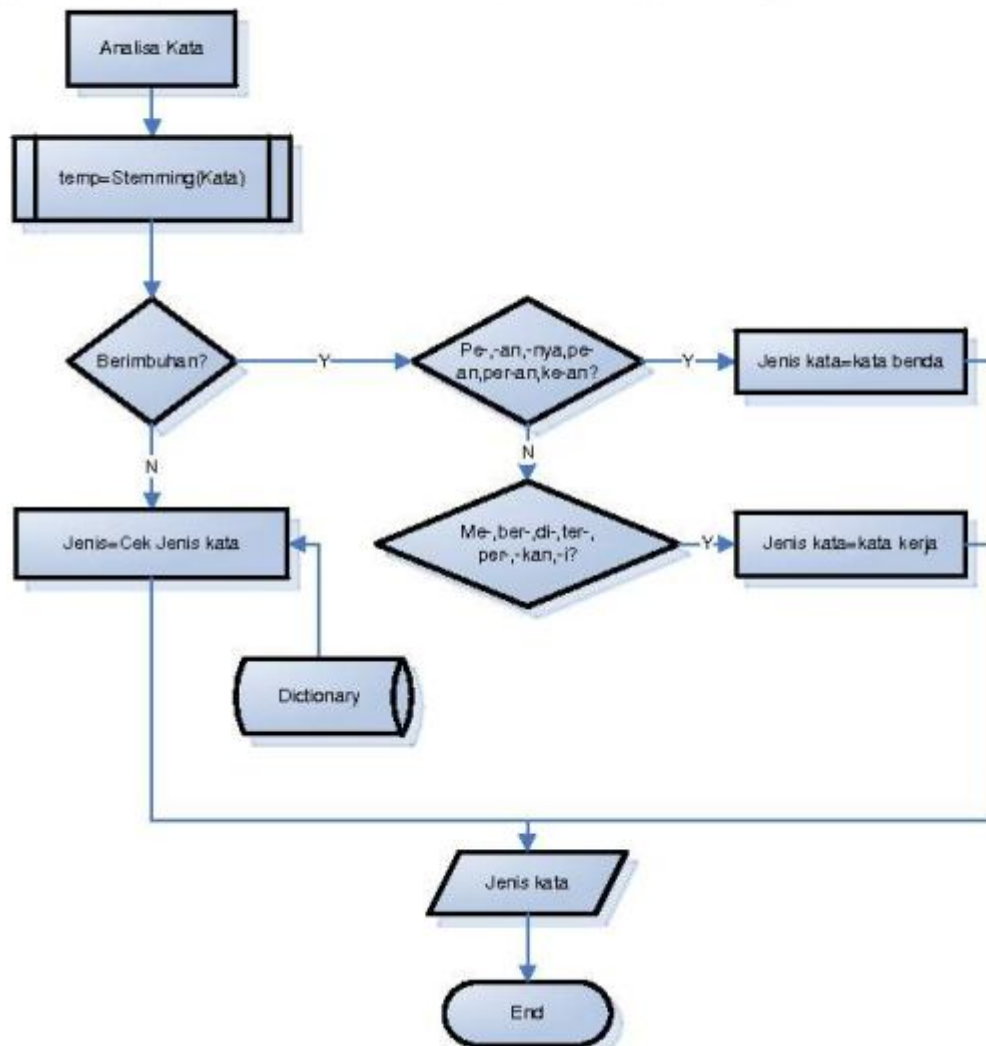 Analisa Kata
temp=Stemming(Kata)
Berimbuhan?
Y
Pe-,-an,-nya,pe-
an,per-an,ke-an?
Y
Jenis kata=kata benda
N
N
Jenis=Cek Jenis kata
Me-,ber-,di-,ter-,
per-,-kan,-i?
Y
Jenis kata=kata kerja
Dictionary
Jenis kata
End